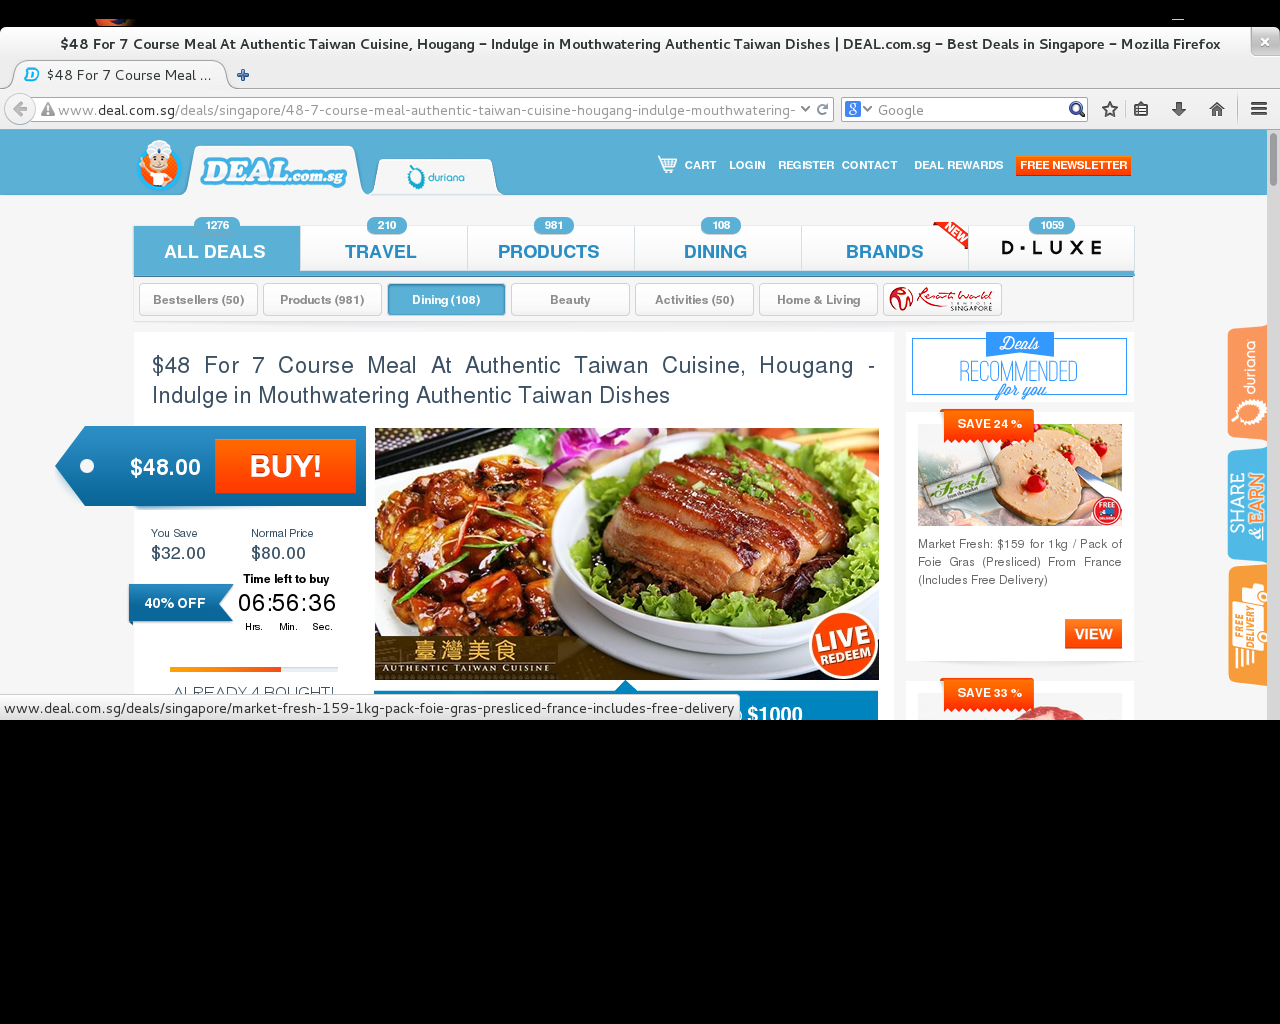 $48 For 7 Course Meal At Authentic Taiwan Cuisine, Hougang – Indulge in Mouthwatering Authentic Taiwan Dishes | DEAL.com.sg – Best Deals in Singapore – Mozilla Firefox
$48 For 7 Course Meal ...
www.deal.com.sg/deals/singapore/48-7-course-meal-authentic-taiwan-cuisine-hougang-indulge-mouthwatering-
Google
DEAL.com.sg
duriana
CART LOGIN REGISTER CONTACT DEAL REWARDS FREE NEWSLETTER
1276 210 981 108 1059
ALL DEALS TRAVEL PRODUCTS DINING BRANDS NEW D·LUXE
Bestsellers (50) Products (981) Dining (108) Beauty Activities (50) Home & Living Resorts World SENTOSA SINGAPORE
$48 For 7 Course Meal At Authentic Taiwan Cuisine, Hougang -
Indulge in Mouthwatering Authentic Taiwan Dishes
$48.00 BUY!
You Save Normal Price
$32.00 $80.00
Time left to buy
40% OFF 06:56:36
Hrs. Min. Sec.
ALREADY 4 BOUGHT!
臺灣美食
AUTHENTIC TAIWAN CUISINE
LIVE
REDEEM
$1000
Deals
RECOMMENDED
for you
SAVE 24 %
Fresh
from the market
FREE
DELIVERY
Market Fresh: $159 for 1kg / Pack of
Foie Gras (Presliced) From France
(Includes Free Delivery)
VIEW
SAVE 33 %
duriana
SHARE
& EARN
FREE
DELIVERY
www.deal.com.sg/deals/singapore/market-fresh-159-1kg-pack-foie-gras-presliced-france-includes-free-delivery